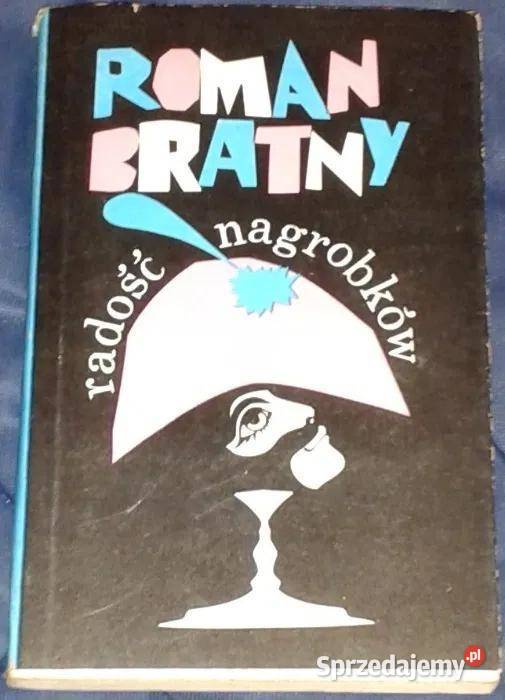 ROMAN
BRATNY
radość nagrobków
Sprzedajemy.pl